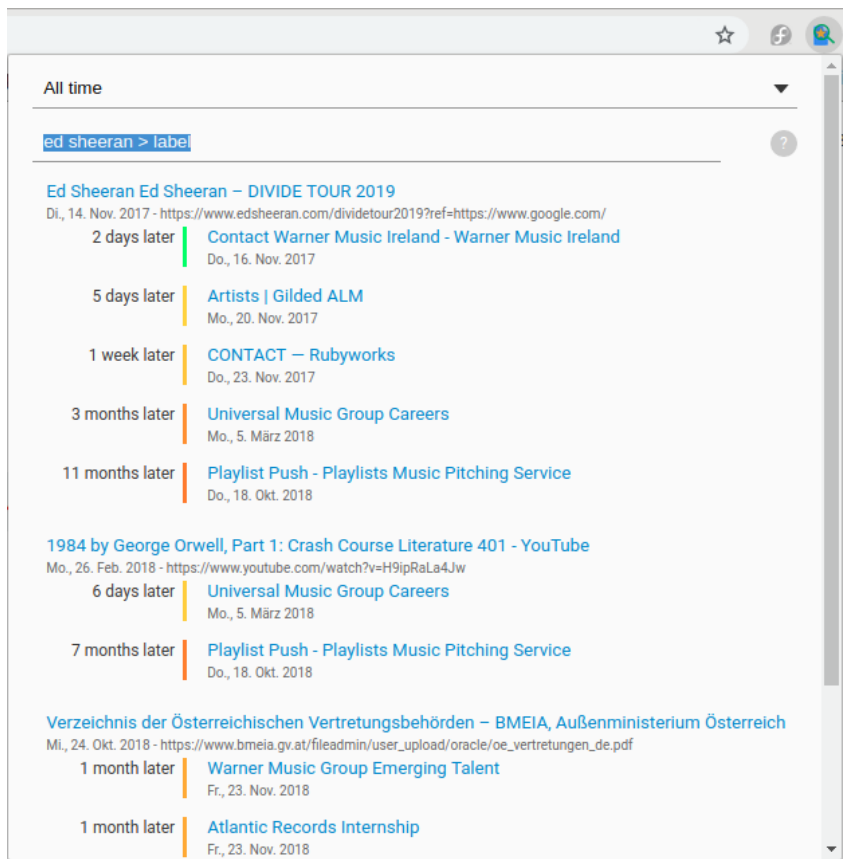 All time
ed sheeran > label
?
Ed Sheeran Ed Sheeran – DIVIDE TOUR 2019
Di., 14. Nov. 2017 - https://www.edsheeran.com/dividetour2019?ref=https://www.google.com/
2 days later Contact Warner Music Ireland - Warner Music Ireland
Do., 16. Nov. 2017
5 days later Artists | Gilded ALM
Mo., 20. Nov. 2017
1 week later CONTACT — Rubyworks
Do., 23. Nov. 2017
3 months later Universal Music Group Careers
Mo., 5. März 2018
11 months later Playlist Push - Playlists Music Pitching Service
Do., 18. Okt. 2018
1984 by George Orwell, Part 1: Crash Course Literature 401 - YouTube
Mo., 26. Feb. 2018 - https://www.youtube.com/watch?v=H9ipRaLa4Jw
6 days later Universal Music Group Careers
Mo., 5. März 2018
7 months later Playlist Push - Playlists Music Pitching Service
Do., 18. Okt. 2018
Verzeichnis der Österreichischen Vertretungsbehörden – BMEIA, Außenministerium Österreich
Mi., 24. Okt. 2018 - https://www.bmeia.gv.at/fileadmin/user_upload/oracle/oe_vertretungen_de.pdf
1 month later Warner Music Group Emerging Talent
Fr., 23. Nov. 2018
1 month later Atlantic Records Internship
Fr., 23. Nov. 2018